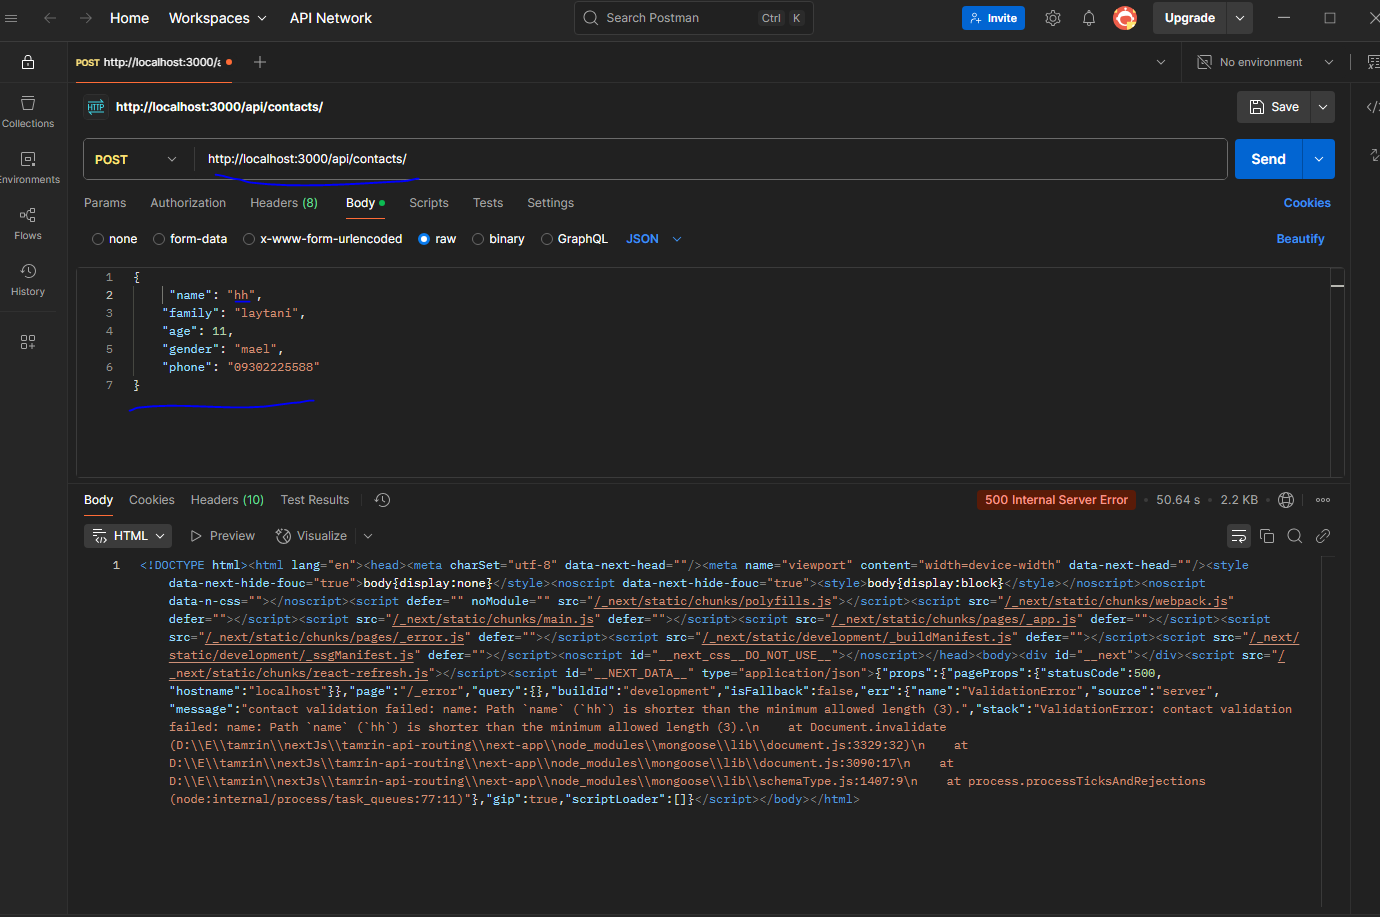 Home Workspaces API Network Search Postman Ctrl K Invite Upgrade
POST http://localhost:3000/a No environment
HTTP http://localhost:3000/api/contacts/ Save
Collections
POST http://localhost:3000/api/contacts/ Send
Environments
Params Authorization Headers (8) Body Scripts Tests Settings Cookies
Flows
none form-data x-www-form-urlencoded raw binary GraphQL JSON Beautify
History
1 {
2 "name": "hh",
3 "family": "laytani",
4 "age": 11,
5 "gender": "mael",
6 "phone": "09302225588"
7 }
Body Cookies Headers (10) Test Results 500 Internal Server Error 50.64 s 2.2 KB
HTML Preview Visualize
1 <!DOCTYPE html><html lang="en"><head><meta charSet="utf-8" data-next-head=""/><meta name="viewport" content="width=device-width" data-next-head=""/><style
data-next-hide-fouc="true">body{display:none}</style><noscript data-next-hide-fouc="true"><style>body{display:block}</style></noscript><noscript
data-n-css=""></noscript><script defer="" noModule="" src="/_next/static/chunks/polyfills.js"></script><script src="/_next/static/chunks/webpack.js"
defer=""></script><script src="/_next/static/chunks/main.js" defer=""></script><script src="/_next/static/chunks/pages/_app.js" defer=""></script><script
src="/_next/static/chunks/pages/_error.js" defer=""></script><script src="/_next/static/development/_buildManifest.js" defer=""></script><script src="/_next/
static/development/_ssgManifest.js" defer=""></script><noscript id="__next_css__DO_NOT_USE__"></noscript></head><body><div id="__next"></div><script src="/
_next/static/chunks/react-refresh.js"></script><script id="__NEXT_DATA__" type="application/json">{"props":{"pageProps":{"statusCode":500,
"hostname":"localhost"}},"page":"/_error","query":{},"buildId":"development","isFallback":false,"err":{"name":"ValidationError","source":"server",
"message":"contact validation failed: name: Path `name` (`hh`) is shorter than the minimum allowed length (3).","stack":"ValidationError: contact validation
failed: name: Path `name` (`hh`) is shorter than the minimum allowed length (3).\n    at Document.invalidate
(D:\\E\\tamrin\\nextJs\\tamrin-api-routing\\next-app\\node_modules\\mongoose\\lib\\document.js:3329:32)\n    at
D:\\E\\tamrin\\nextJs\\tamrin-api-routing\\next-app\\node_modules\\mongoose\\lib\\document.js:3090:17\n    at
D:\\E\\tamrin\\nextJs\\tamrin-api-routing\\next-app\\node_modules\\mongoose\\lib\\schemaType.js:1407:9\n    at process.processTicksAndRejections
(node:internal/process/task_queues:77:11)"},"gip":true,"scriptLoader":[]}</script></body></html>